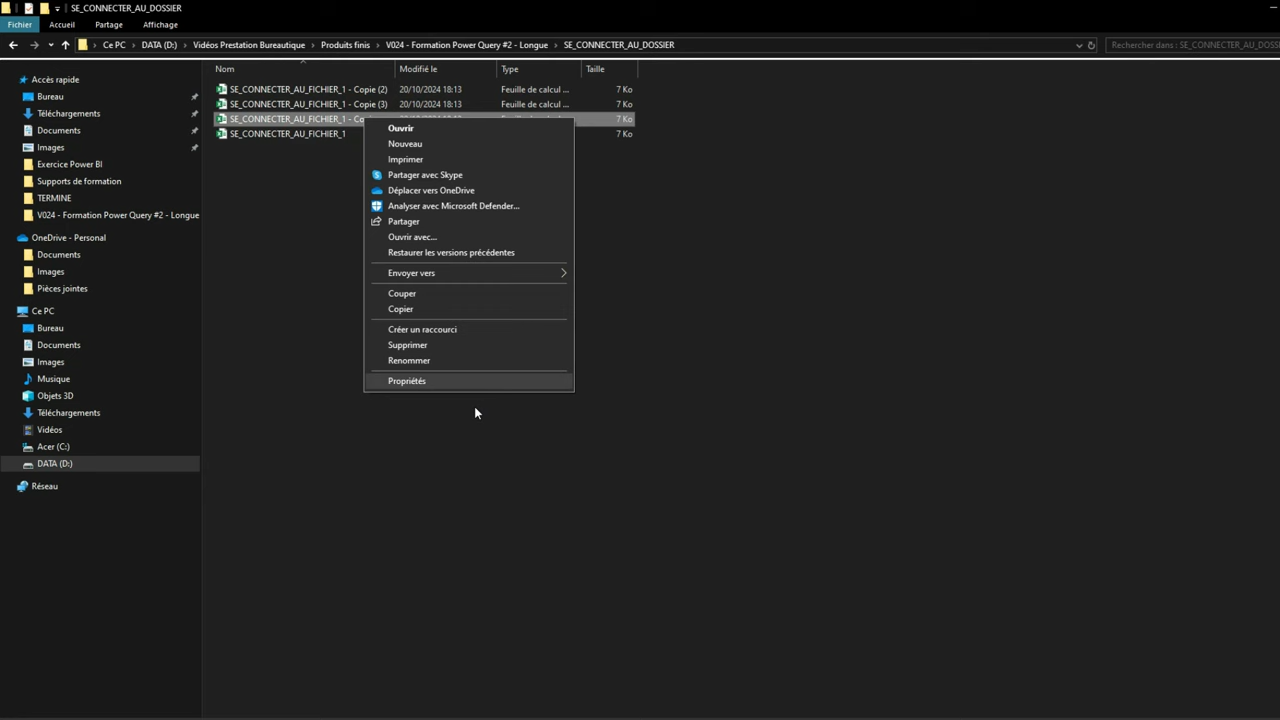 SE_CONNECTER_AU_DOSSIER
Fichier Accueil Partage Affichage
Ce PC DATA (D:) Vidéos Prestation Bureautique Produits finis V024 - Formation Power Query #2 - Longue SE_CONNECTER_AU_DOSSIER
Rechercher dans : SE_CONNECTER_AU_DOSS
Nom Modifié le Type Taille
SE_CONNECTER_AU_FICHIER_1 - Copie (2) 20/10/2024 18:13 Feuille de calcul ... 7 Ko
SE_CONNECTER_AU_FICHIER_1 - Copie (3) 20/10/2024 18:13 Feuille de calcul ... 7 Ko
SE_CONNECTER_AU_FICHIER_1 - 7 Ko
SE_CONNECTER_AU_FICHIER_1 7 Ko
Accès rapide
Bureau
Téléchargements
Documents
Images
Exercice Power BI
Supports de formation
TERMINE
V024 - Formation Power Query #2 - Longue
OneDrive - Personal
Documents
Images
Pièces jointes
Ce PC
Bureau
Documents
Images
Musique
Objets 3D
Téléchargements
Vidéos
Acer (C:)
DATA (D:)
Réseau
Ouvrir
Nouveau
Imprimer
Partager avec Skype
Déplacer vers OneDrive
Analyser avec Microsoft Defender...
Partager
Ouvrir avec...
Restaurer les versions précédentes
Envoyer vers
Couper
Copier
Créer un raccourci
Supprimer
Renommer
Propriétés